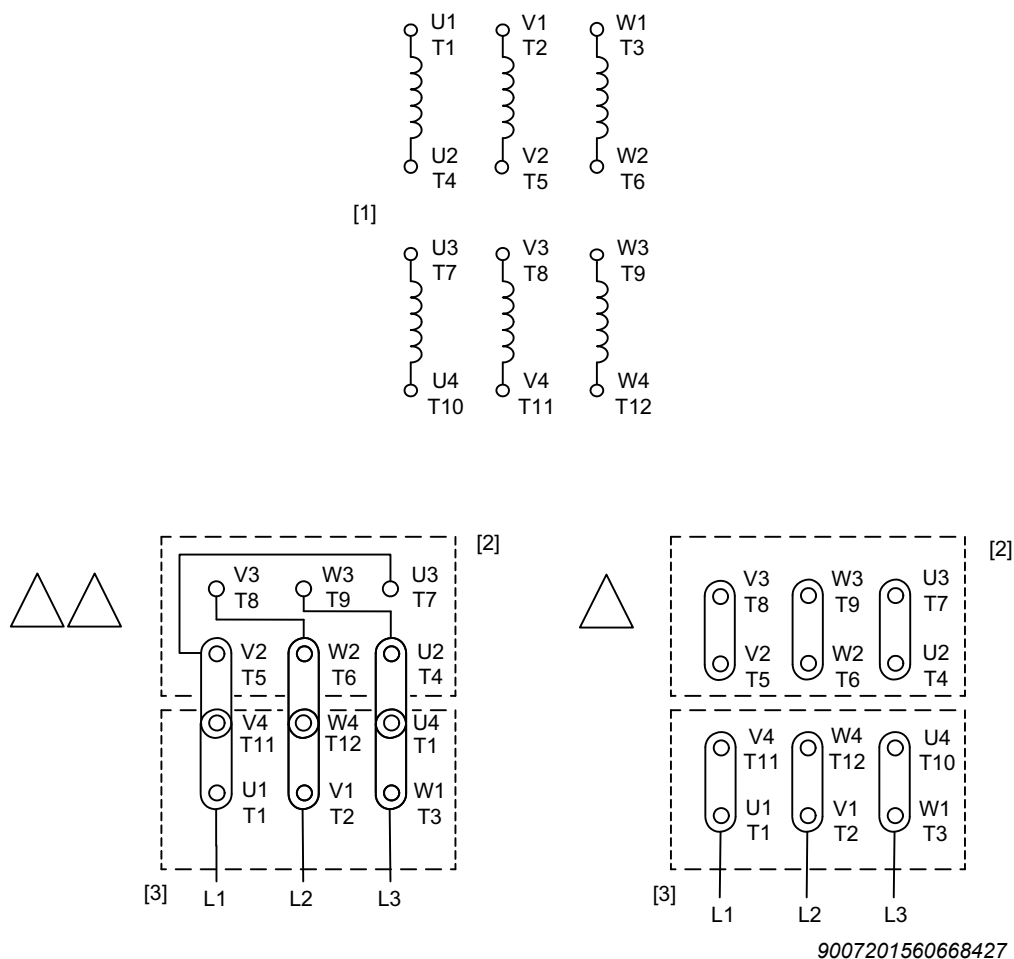 U1 V1 W1
T1 T2 T3
U2 V2 W2
T4 T5 T6
[1]
U3 V3 W3
T7 T8 T9
U4 V4 W4
T10 T11 T12
[2]
V3 W3 U3
T8 T9 T7
V2 W2 U2
T5 T6 T4
V4 W4 U4
T11 T12 T1
U1 V1 W1
T1 T2 T3
[3] L1 L2 L3
[2]
V3 W3 U3
T8 T9 T7
V2 W2 U2
T5 T6 T4
V4 W4 U4
T11 T12 T10
U1 V1 W1
T1 T2 T3
[3]
L1 L2 L3
9007201560668427